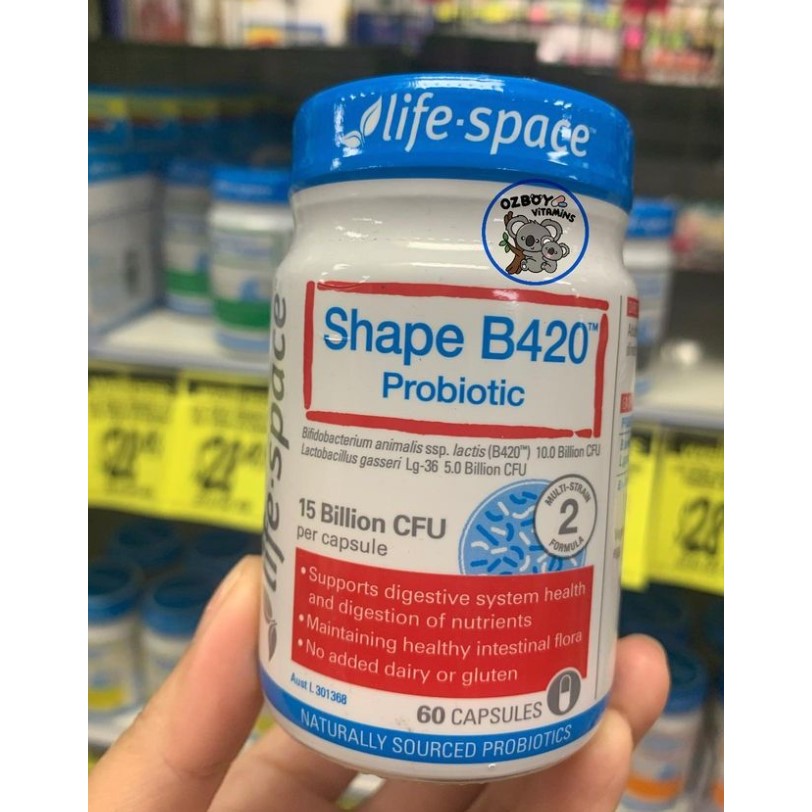 life-space™
OZBOY
VITAMINS
Shape B420™
Probiotic
Bifidobacterium animalis ssp. lactis (B420™) 10.0 Billion CFU
Lactobacillus gasseri Lg-36 5.0 Billion CFU
15 Billion CFU
per capsule
MULTI-STRAIN
2
FORMULA
• Supports digestive system health
and digestion of nutrients
• Maintaining healthy intestinal flora
• No added dairy or gluten
Aust L 301368
60 CAPSULES
NATURALLY SOURCED PROBIOTICS
life-space